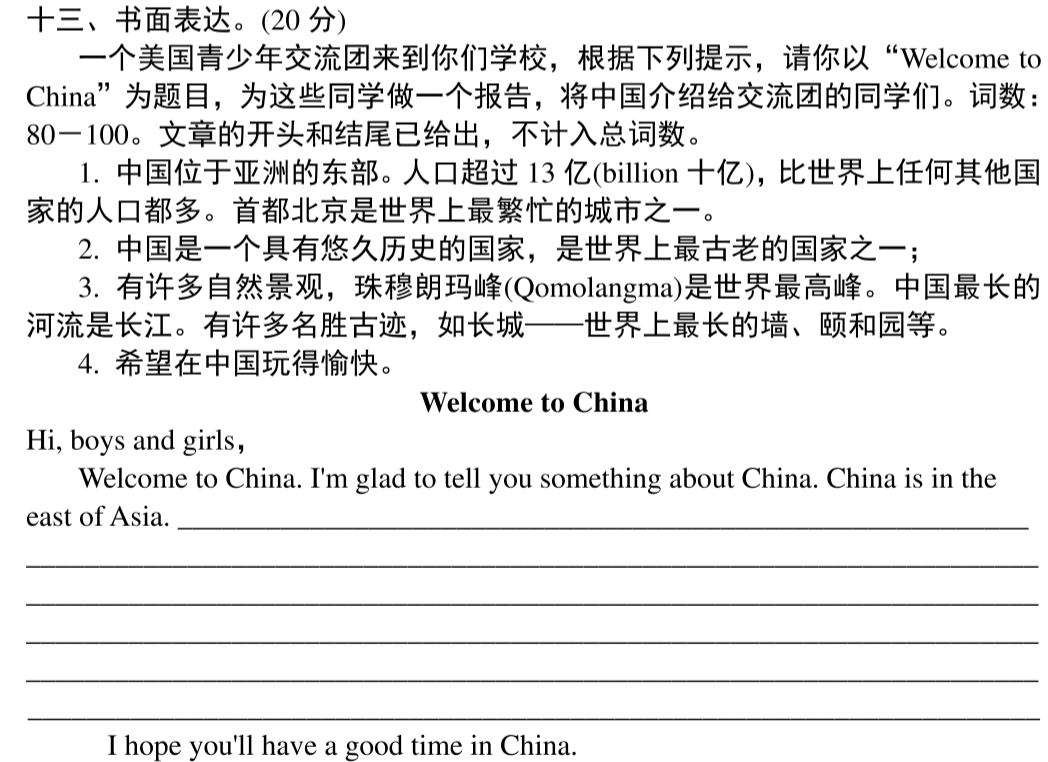 十三、书面表达。(20 分)
一个美国青少年交流团来到你们学校，根据下列提示，请你以“Welcome to
China”为题目，为这些同学做一个报告，将中国介绍给交流团的同学们。词数：
80－100。文章的开头和结尾已给出，不计入总词数。
1. 中国位于亚洲的东部。人口超过 13 亿(billion 十亿)，比世界上任何其他国
家的人口都多。首都北京是世界上最繁忙的城市之一。
2. 中国是一个具有悠久历史的国家，是世界上最古老的国家之一；
3. 有许多自然景观，珠穆朗玛峰(Qomolangma)是世界最高峰。中国最长的
河流是长江。有许多名胜古迹，如长城——世界上最长的墙、颐和园等。
4. 希望在中国玩得愉快。
Welcome to China
Hi, boys and girls，
Welcome to China. I'm glad to tell you something about China. China is in the
east of Asia.
I hope you'll have a good time in China.